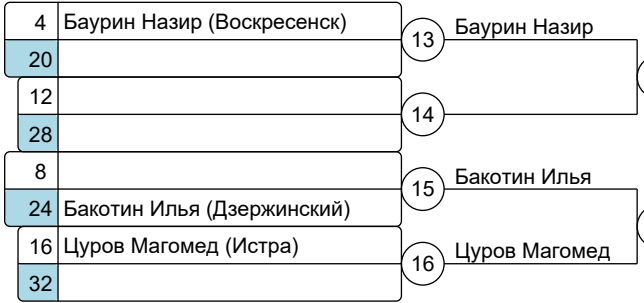 4 Баурин Назир (Воскресенск)
20
13 Баурин Назир
12
28
14
8
24 Бакотин Илья (Дзержинский)
15 Бакотин Илья
16 Цуров Магомед (Истра)
32
16 Цуров Магомед